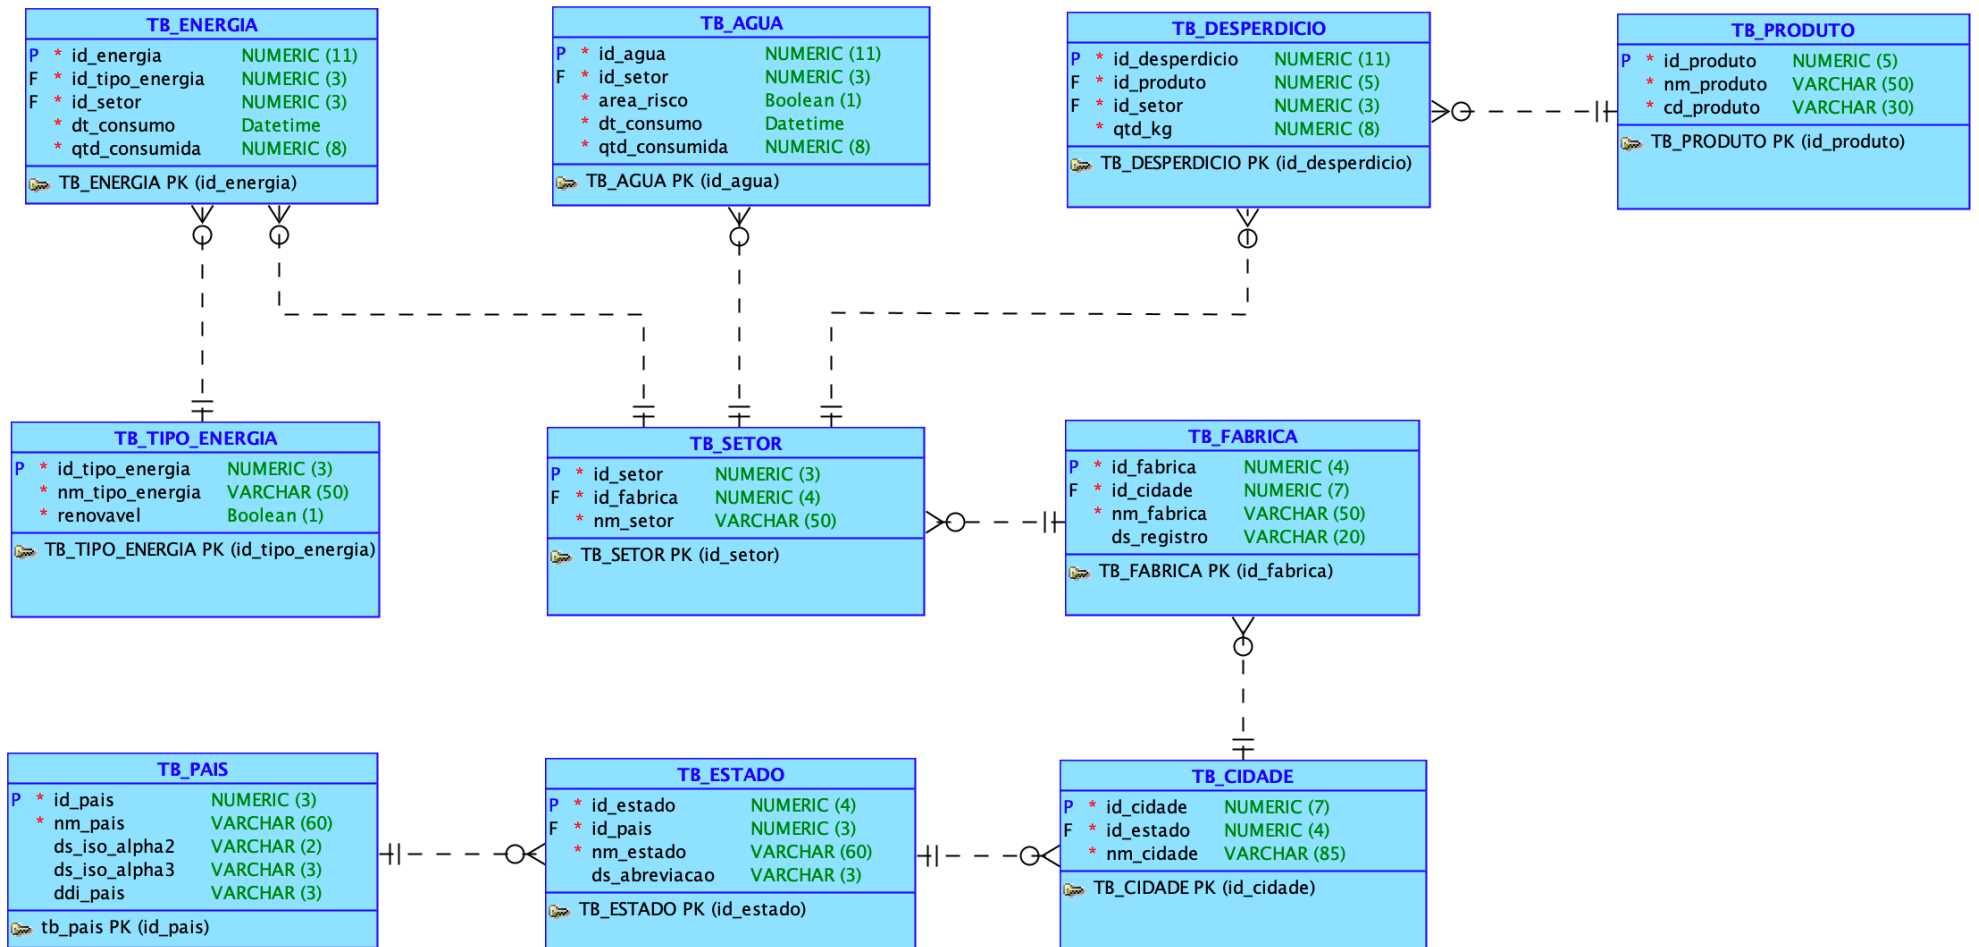 TB_ENERGIA
P * id_energia NUMERIC (11)
F * id_tipo_energia NUMERIC (3)
F * id_setor NUMERIC (3)
* dt_consumo Datetime
* qtd_consumida NUMERIC (8)
TB_ENERGIA PK (id_energia)
TB_AGUA
P * id_agua NUMERIC (11)
F * id_setor NUMERIC (3)
* area_risco Boolean (1)
* dt_consumo Datetime
* qtd_consumida NUMERIC (8)
TB_AGUA PK (id_agua)
TB_DESPERDICIO
P * id_desperdicio NUMERIC (11)
F * id_produto NUMERIC (5)
F * id_setor NUMERIC (3)
* qtd_kg NUMERIC (8)
TB_DESPERDICIO PK (id_desperdicio)
TB_PRODUTO
P * id_produto NUMERIC (5)
* nm_produto VARCHAR (50)
* cd_produto VARCHAR (30)
TB_PRODUTO PK (id_produto)
TB_TIPO_ENERGIA
P * id_tipo_energia NUMERIC (3)
* nm_tipo_energia VARCHAR (50)
* renovavel Boolean (1)
TB_TIPO_ENERGIA PK (id_tipo_energia)
TB_SETOR
P * id_setor NUMERIC (3)
F * id_fabrica NUMERIC (4)
* nm_setor VARCHAR (50)
TB_SETOR PK (id_setor)
TB_FABRICA
P * id_fabrica NUMERIC (4)
F * id_cidade NUMERIC (7)
* nm_fabrica VARCHAR (50)
ds_registro VARCHAR (20)
TB_FABRICA PK (id_fabrica)
TB_PAIS
P * id_pais NUMERIC (3)
* nm_pais VARCHAR (60)
ds_iso_alpha2 VARCHAR (2)
ds_iso_alpha3 VARCHAR (3)
ddi_pais VARCHAR (3)
tb_pais PK (id_pais)
TB_ESTADO
P * id_estado NUMERIC (4)
F * id_pais NUMERIC (3)
* nm_estado VARCHAR (60)
ds_abreviacao VARCHAR (3)
TB_ESTADO PK (id_estado)
TB_CIDADE
P * id_cidade NUMERIC (7)
F * id_estado NUMERIC (4)
* nm_cidade VARCHAR (85)
TB_CIDADE PK (id_cidade)